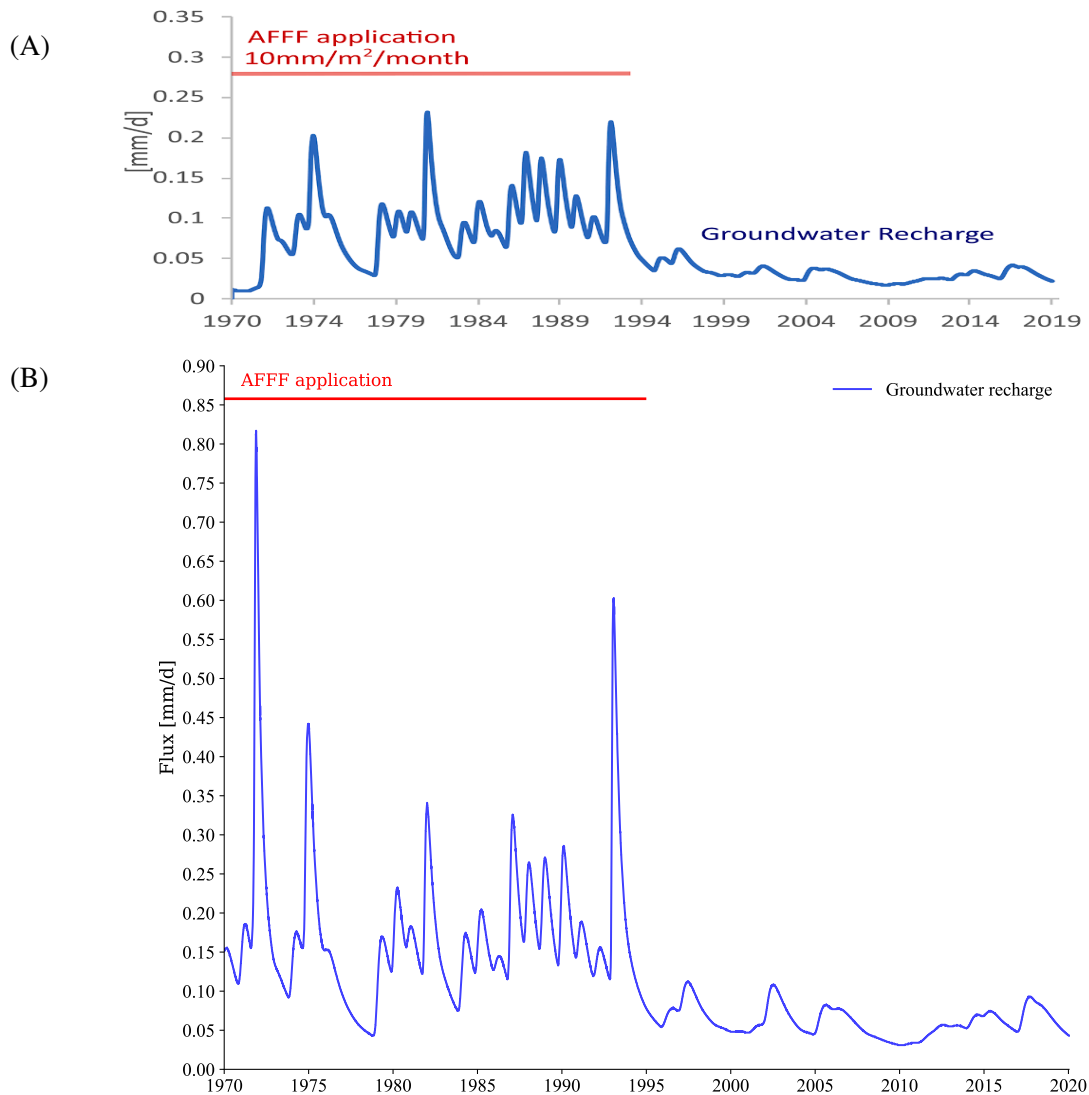 (A)
0.35
AFFF application
10mm/m²/month
0.3
0.25
0.2
0.15
0.1
0.05
0
[mm/d]
Groundwater Recharge
1970 1974 1979 1984 1989 1994 1999 2004 2009 2014 2019
(B)
0.90
AFFF application
Groundwater recharge
0.85
0.80
0.75
0.70
0.65
0.60
0.55
0.50
0.45
0.40
0.35
0.30
0.25
0.20
0.15
0.10
0.05
0.00
Flux [mm/d]
1970 1975 1980 1985 1990 1995 2000 2005 2010 2015 2020